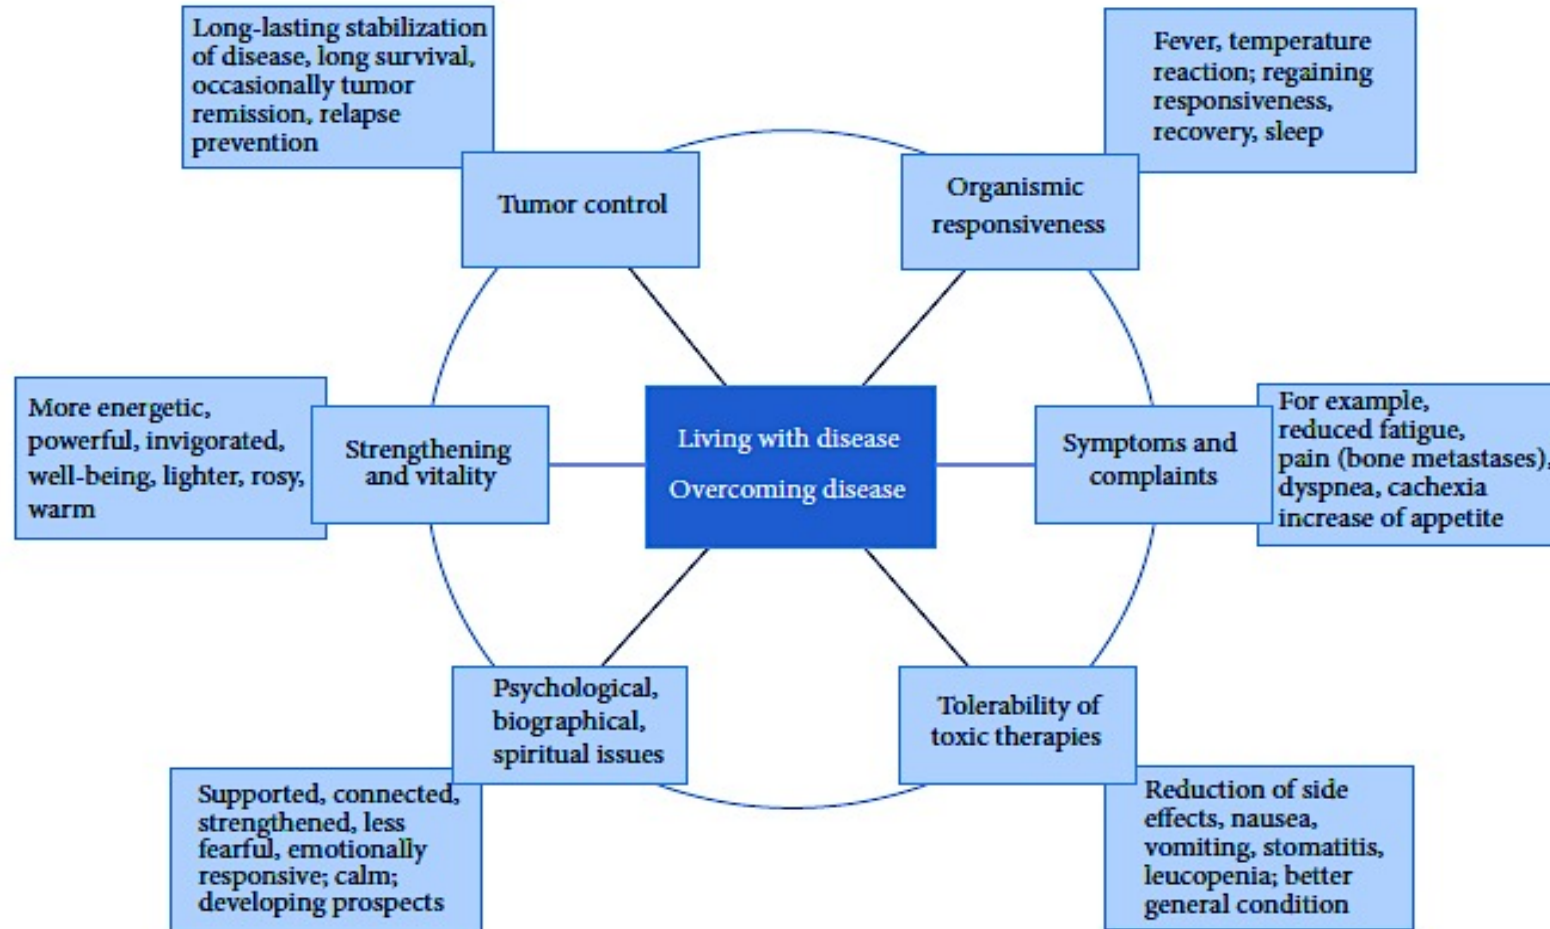 Long-lasting stabilization
of disease, long survival,
occasionally tumor
remission, relapse
prevention
Tumor control
Fever, temperature
reaction; regaining
responsiveness,
recovery, sleep
Organismic
responsiveness
More energetic,
powerful, invigorated,
well-being, lighter, rosy,
warm
Strengthening
and vitality
Living with disease
Overcoming disease
Symptoms and
complaints
For example,
reduced fatigue,
pain (bone metastases),
dyspnea, cachexia
increase of appetite
Psychological,
biographical,
spiritual issues
Supported, connected,
strengthened, less
fearful, emotionally
responsive; calm;
developing prospects
Tolerability of
toxic therapies
Reduction of side
effects, nausea,
vomiting, stomatitis,
leucopenia; better
general condition